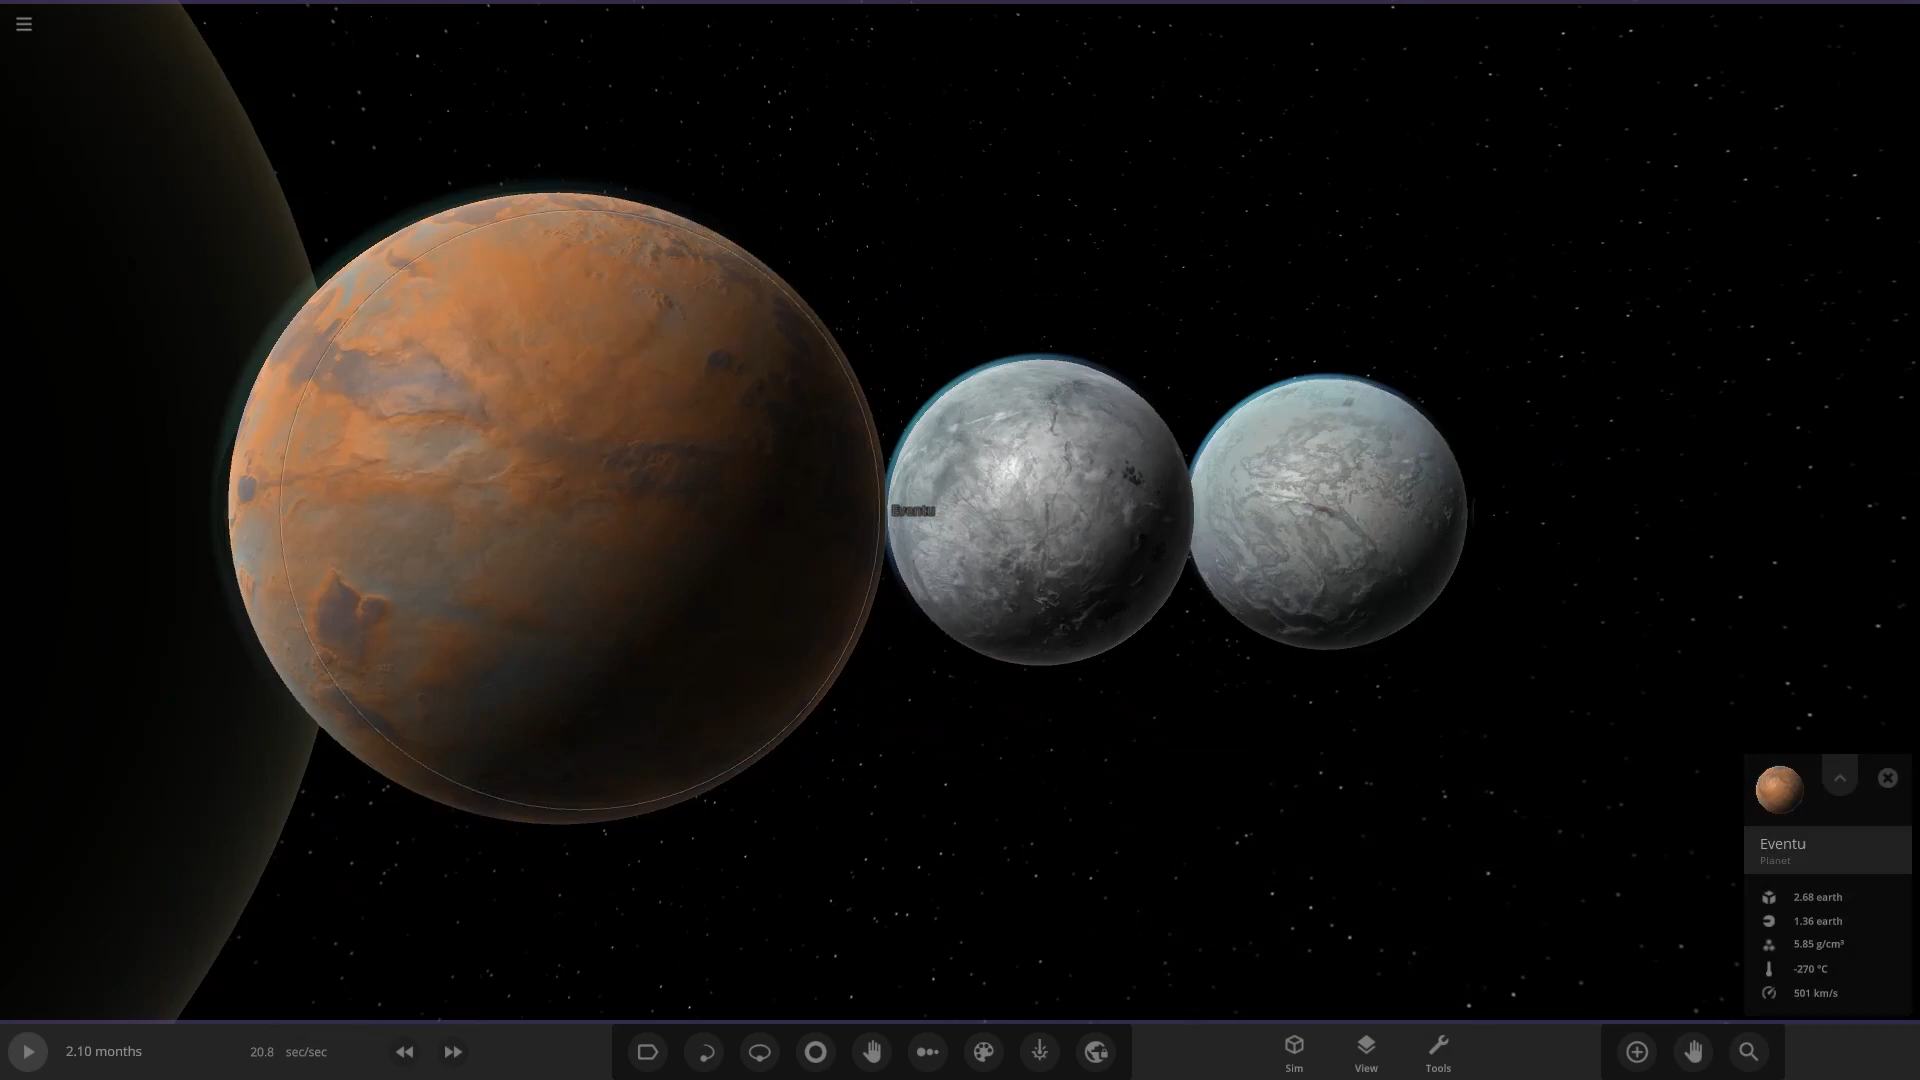 Eventu
Eventu
Planet
2.68 earth
1.36 earth
5.85 g/cm³
-270 °C
501 km/s
2.10 months
20.8 sec/sec
Sim
View
Tools